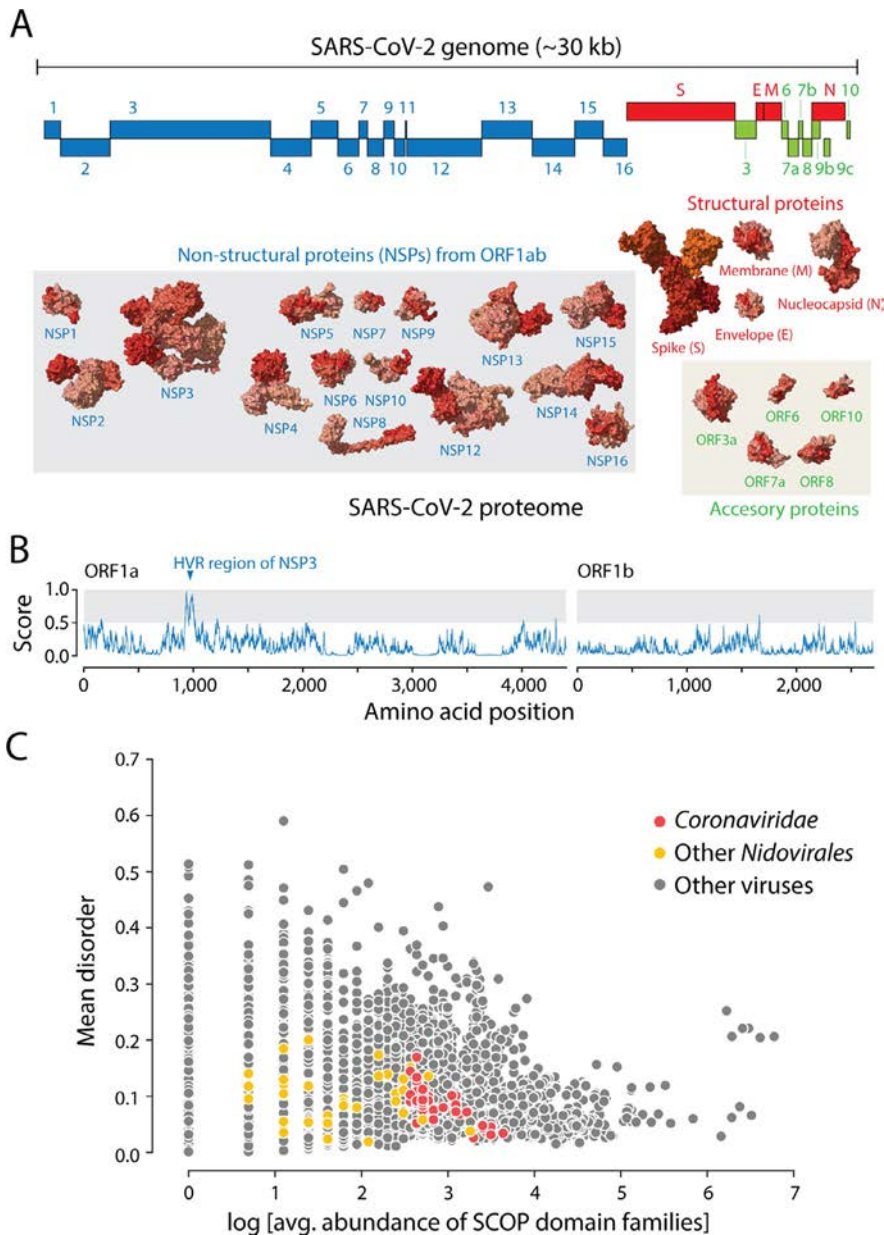 A
SARS-CoV-2 genome (~30 kb)
1 3 5 7 9 11 13 15 S E M 6 7b N 10
2 4 6 8 10 12 14 16 3 7a 8 9b 9c
Structural proteins
Non-structural proteins (NSPs) from ORF1ab
Membrane (M)
Nucleocapsid (N)
Envelope (E)
Spike (S)
NSP1
NSP3
NSP5
NSP7
NSP9
NSP13
NSP15
NSP2
NSP4
NSP6
NSP10
NSP8
NSP12
NSP14
NSP16
ORF3a
ORF6
ORF10
ORF7a
ORF8
SARS-CoV-2 proteome
Accesory proteins
B
HVR region of NSP3
ORF1a
ORF1b
Score
1.0
0.5
0.0
0 1,000 2,000 3,000 4,000 0 1,000 2,000
Amino acid position
C
Mean disorder
0.7
0.6
0.5
0.4
0.3
0.2
0.1
0.0
Coronaviridae
Other Nidovirales
Other viruses
0 1 2 3 4 5 6 7
log [avg. abundance of SCOP domain families]